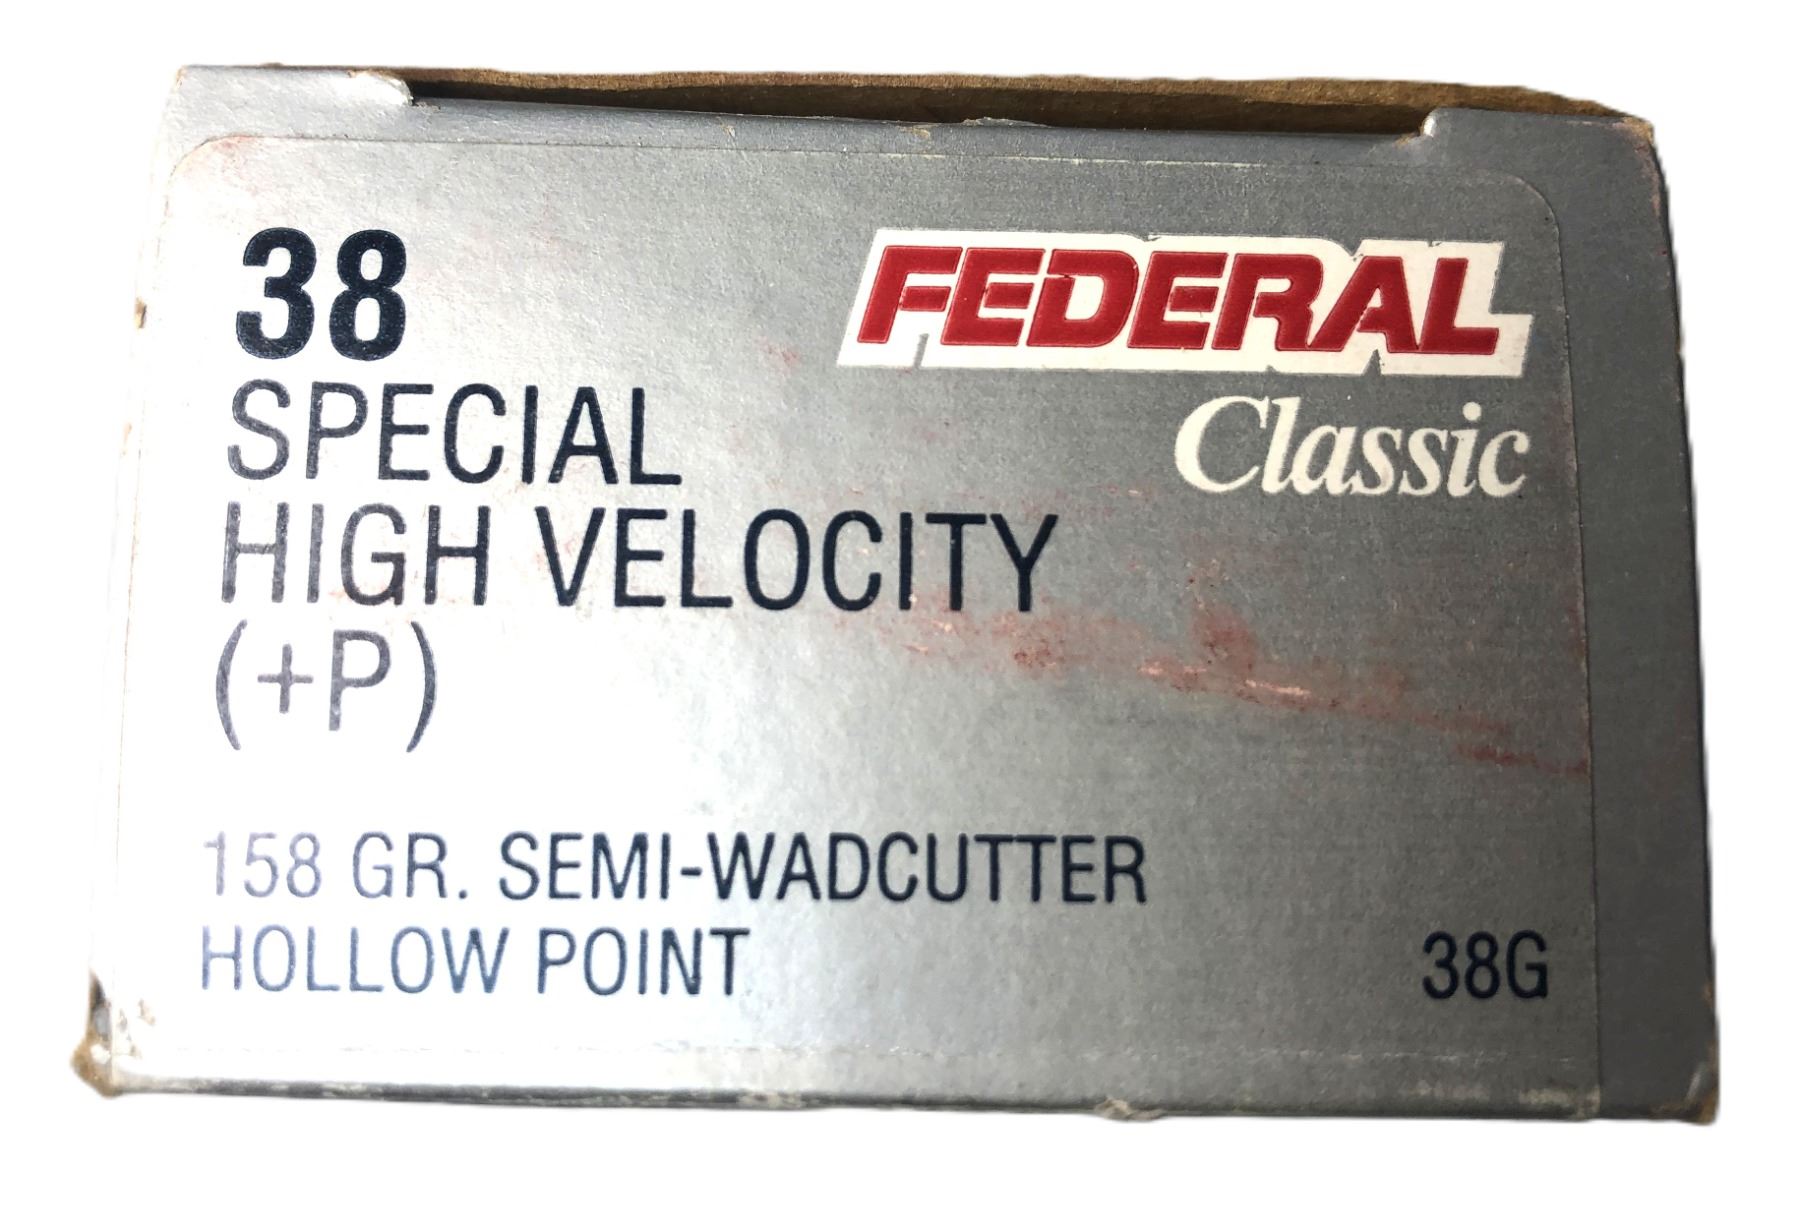 38
SPECIAL
HIGH VELOCITY
(+P)
FEDERAL
Classic
158 GR. SEMI-WADCUTTER
HOLLOW POINT
38G